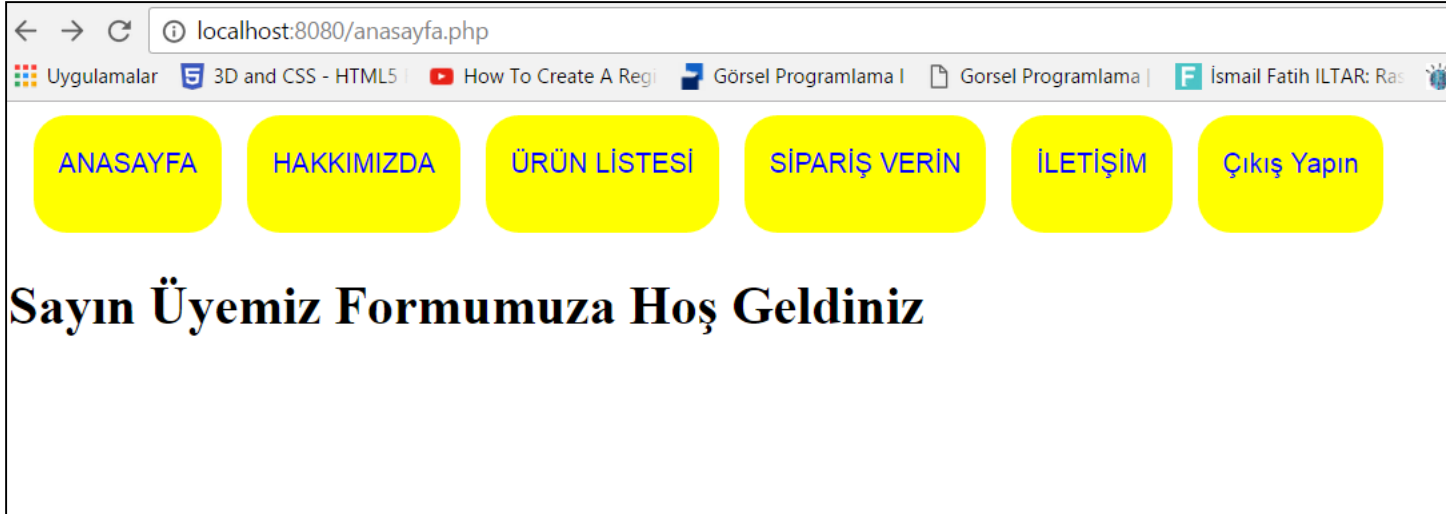 localhost:8080/anasayfa.php
Uygulamalar 3D and CSS - HTML5 How To Create A Regi Görsel Programlama I Gorsel Programlama | İsmail Fatih ILTAR: Ras
ANASAYFA HAKKIMIZDA ÜRÜN LİSTESİ SİPARİŞ VERİN İLETİŞİM Çıkış Yapın
Sayın Üyemiz Formumuza Hoş Geldiniz